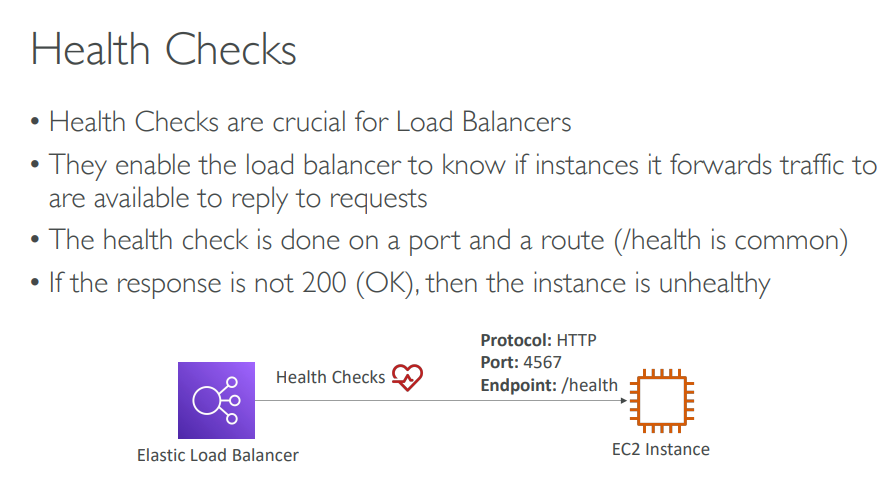 Health Checks
• Health Checks are crucial for Load Balancers
• They enable the load balancer to know if instances it forwards traffic to
are available to reply to requests
• The health check is done on a port and a route (/health is common)
• If the response is not 200 (OK), then the instance is unhealthy
Protocol: HTTP
Port: 4567
Endpoint: /health
Health Checks
Elastic Load Balancer
EC2 Instance